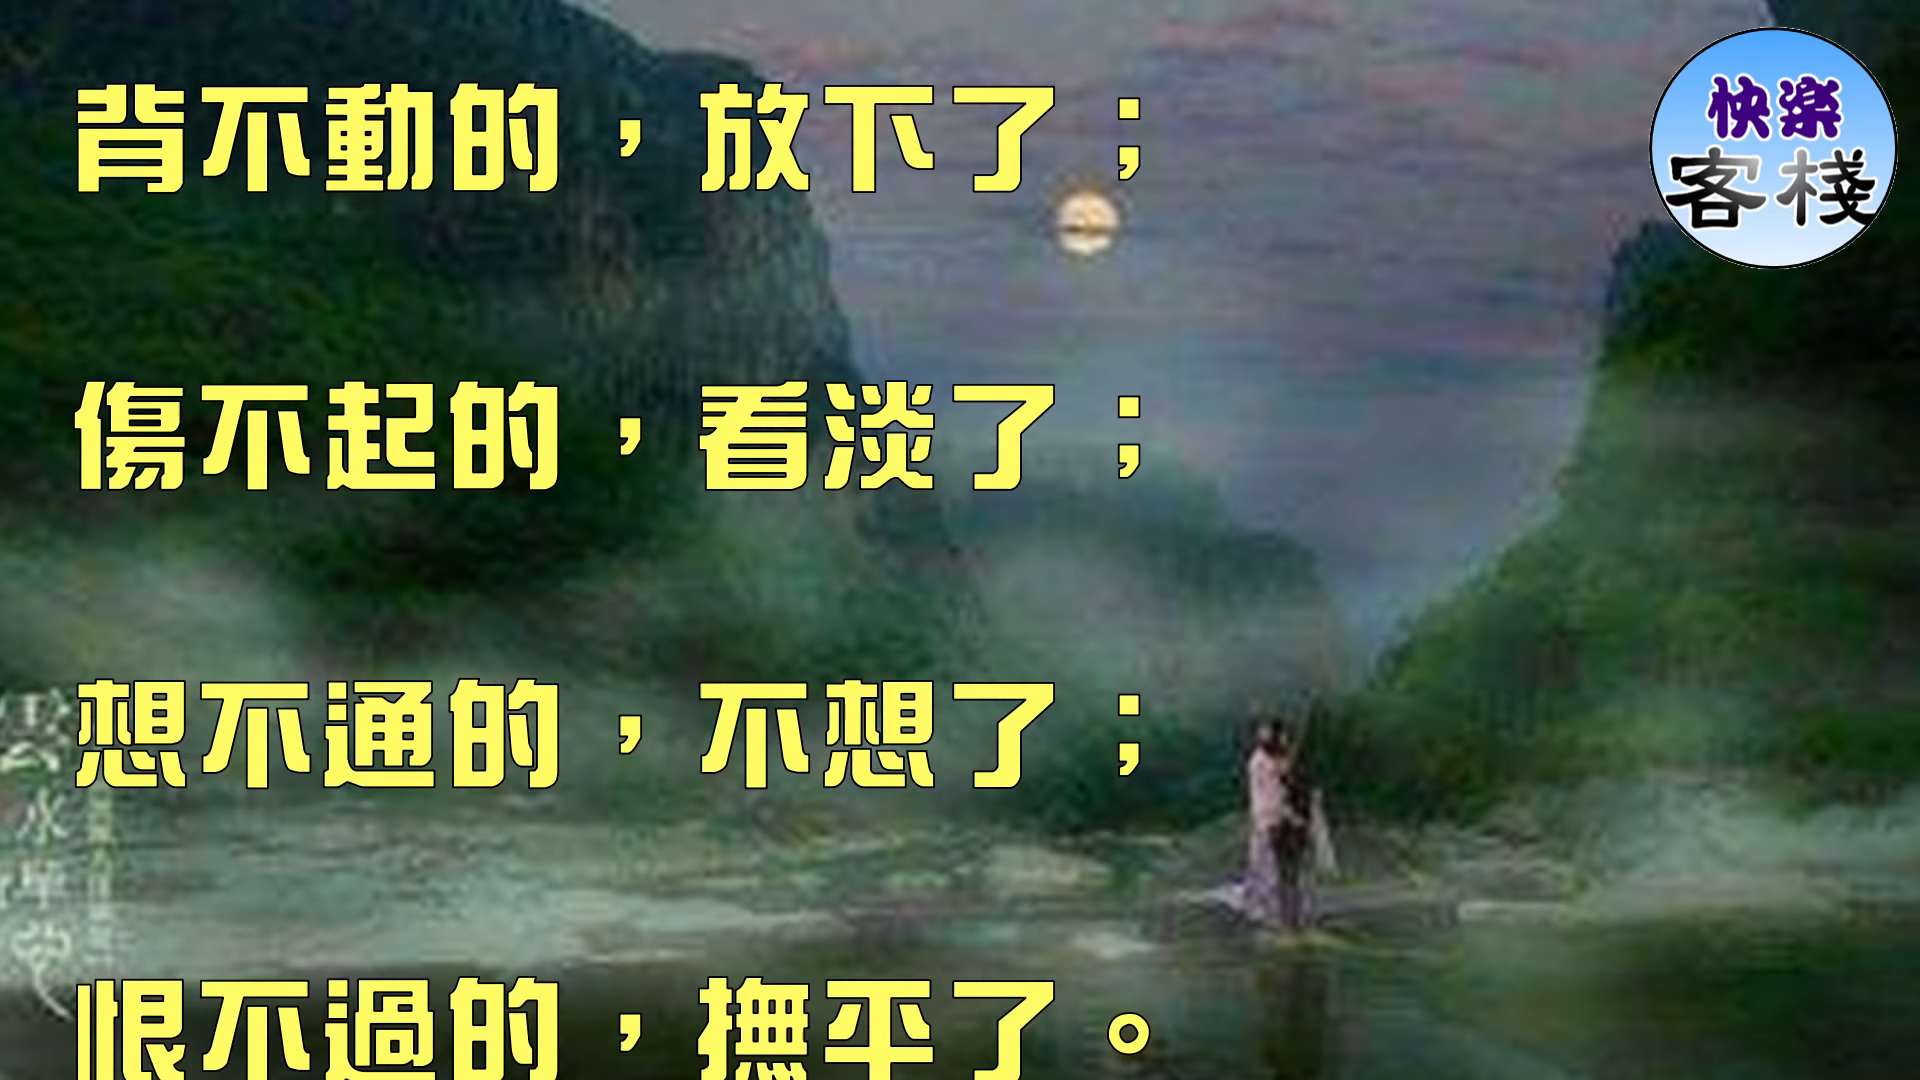 背不動的，放下了；
傷不起的，看淡了；
想不通的，不想了；
恨不過的，撫平了。
快楽
客棧